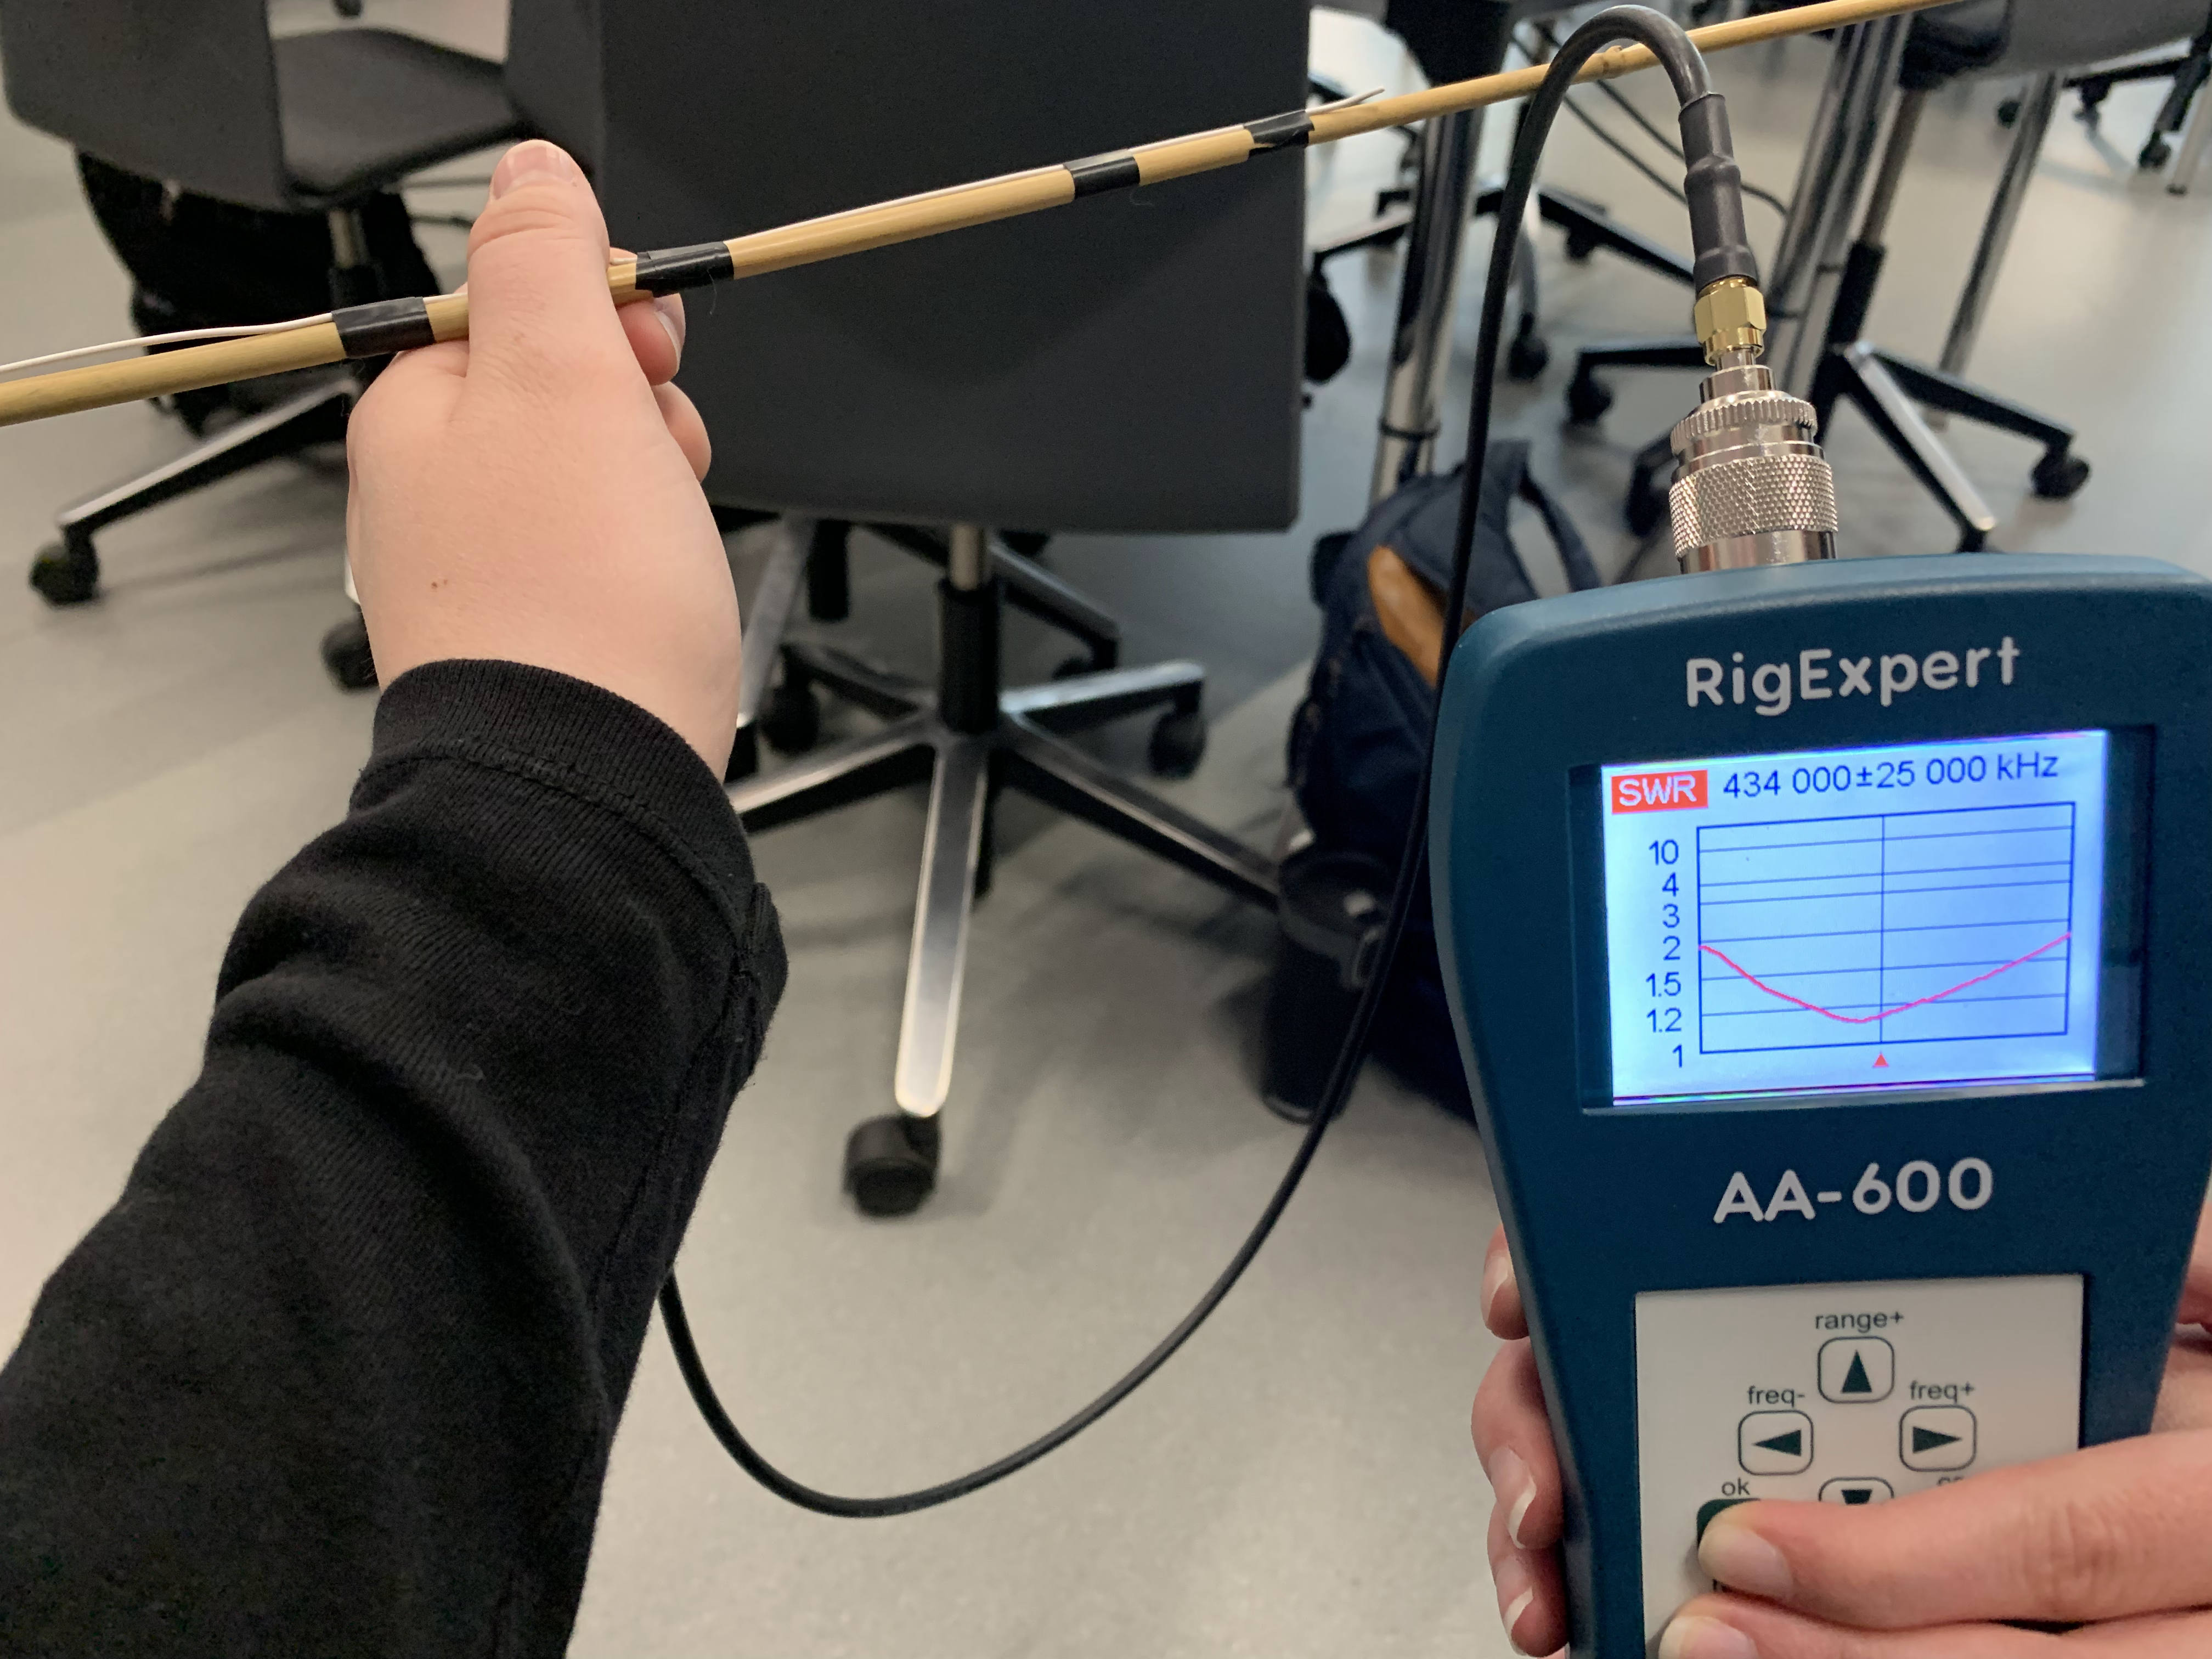 RigExpert
SWR 434 000±25 000 kHz
10
4
3
2
1.5
1.2
1
AA-600
range+
freq- freq+
ok